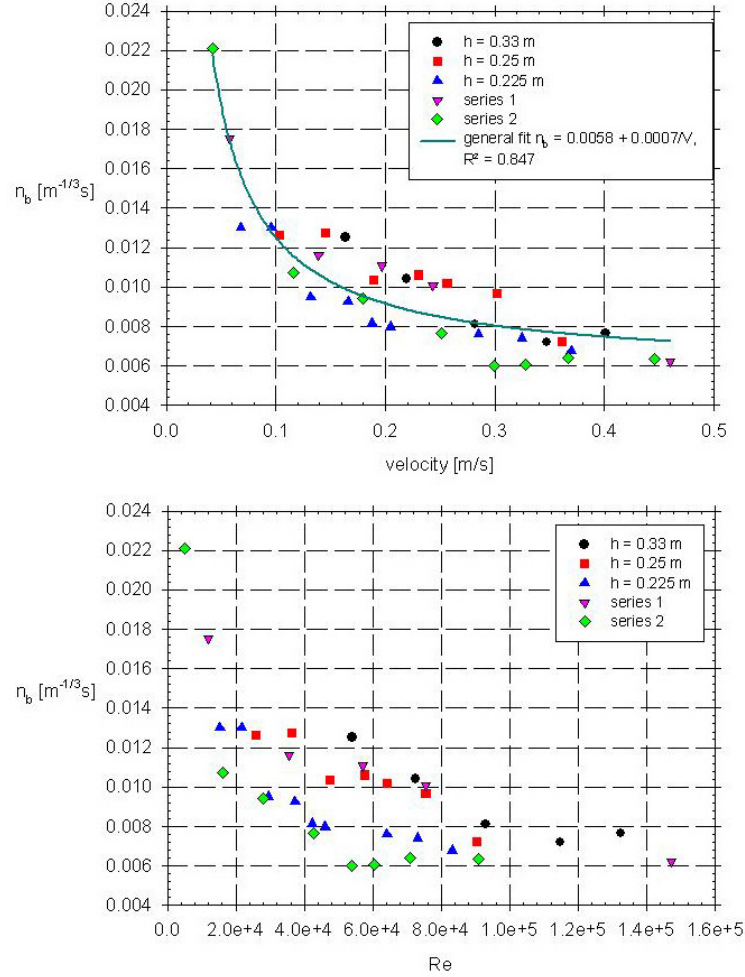 0.024
0.022
0.020
0.018
0.016
0.014
0.012
0.010
0.008
0.006
0.004
n_b [m^{-1/3}s]
h = 0.33 m
h = 0.25 m
h = 0.225 m
series 1
series 2
general fit n_b = 0.0058 + 0.0007/V,
R² = 0.847
0.0 0.1 0.2 0.3 0.4 0.5
velocity [m/s]
0.024
0.022
0.020
0.018
0.016
0.014
0.012
0.010
0.008
0.006
0.004
n_b [m^{-1/3}s]
h = 0.33 m
h = 0.25 m
h = 0.225 m
series 1
series 2
0.0 2.0e+4 4.0e+4 6.0e+4 8.0e+4 1.0e+5 1.2e+5 1.4e+5 1.6e+5
Re